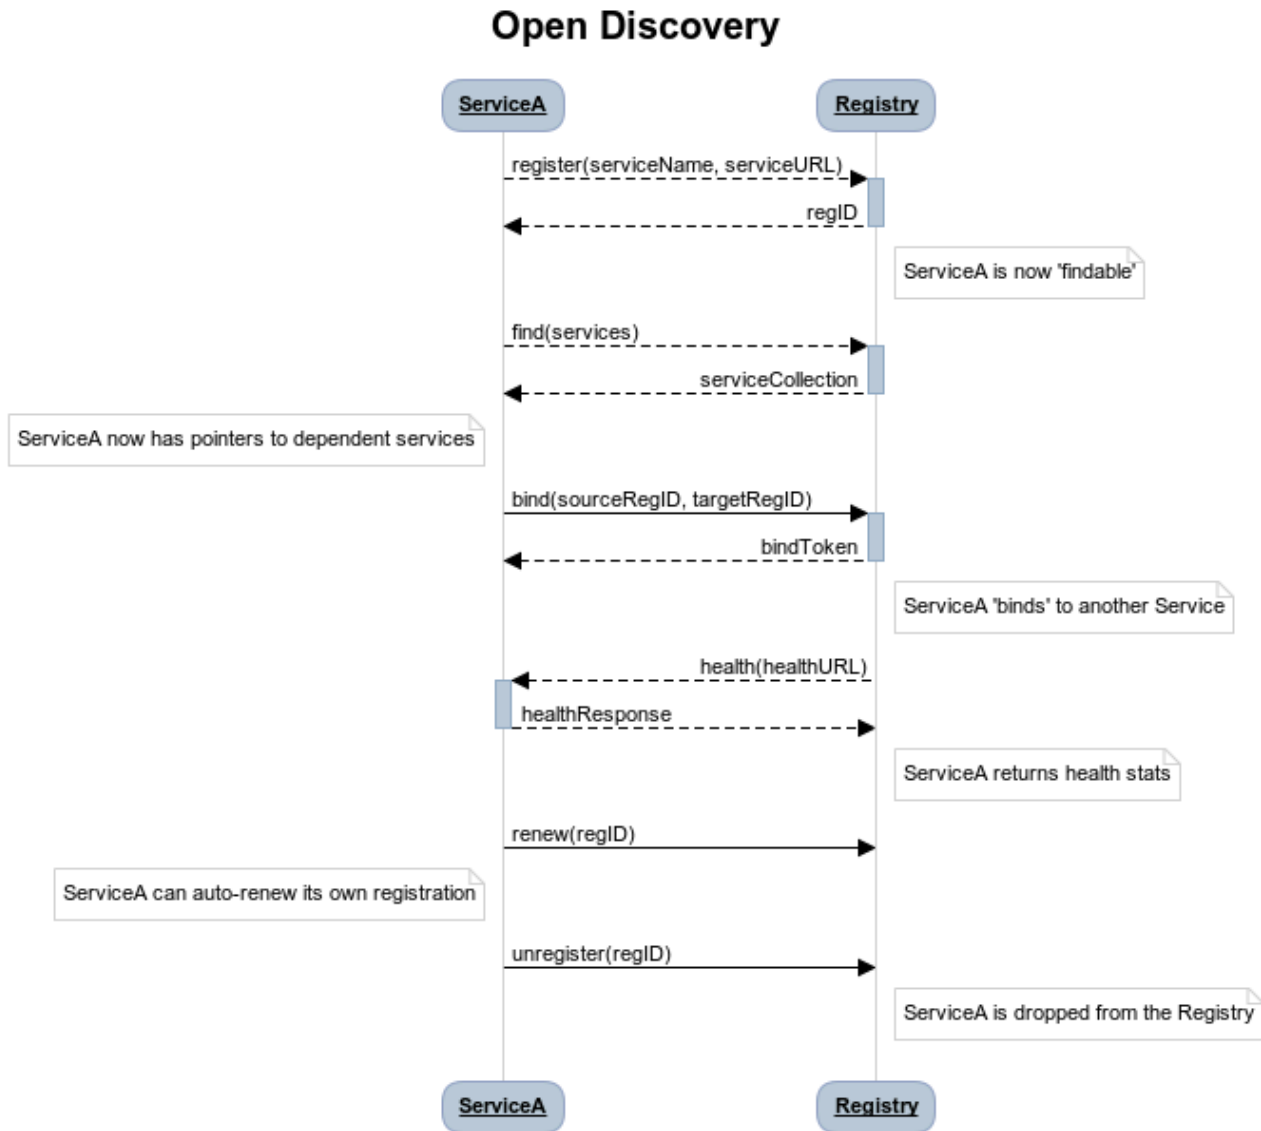 Open Discovery
ServiceA
Registry
register(serviceName, serviceURL)
regID
ServiceA is now 'findable'
find(services)
serviceCollection
ServiceA now has pointers to dependent services
bind(sourceRegID, targetRegID)
bindToken
ServiceA 'binds' to another Service
health(healthURL)
healthResponse
ServiceA returns health stats
renew(regID)
ServiceA can auto-renew its own registration
unregister(regID)
ServiceA is dropped from the Registry
ServiceA
Registry